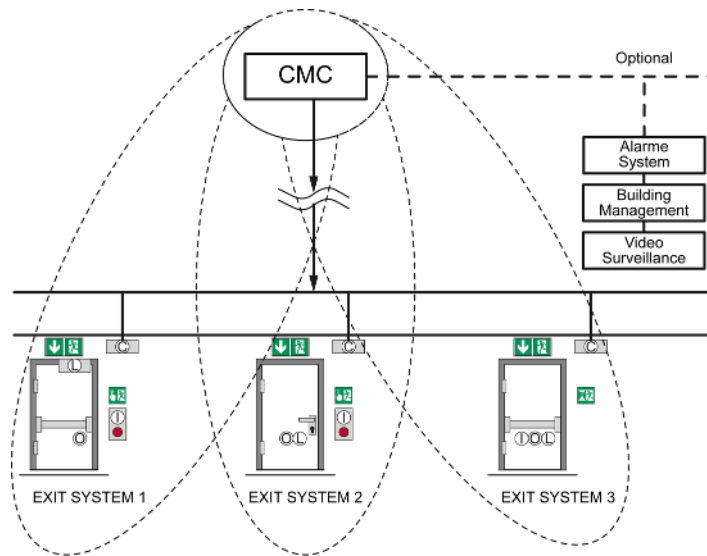 CMC
Optional
Alarme
System
Building
Management
Video
Surveillance
C
C
C
L
I
O
O L
I
I O L
EXIT SYSTEM 1
EXIT SYSTEM 2
EXIT SYSTEM 3